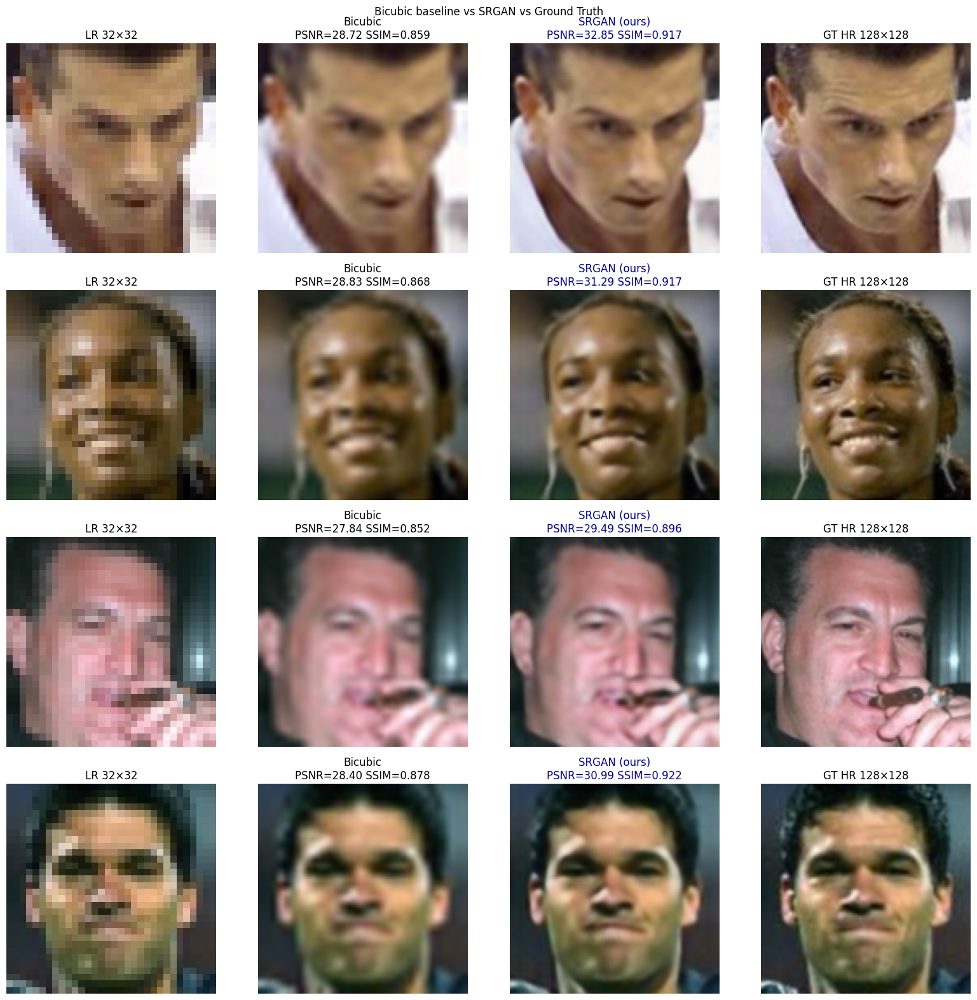 Bicubic baseline vs SRGAN vs Ground Truth
LR 32×32
Bicubic
PSNR=28.72 SSIM=0.859
SRGAN (ours)
PSNR=32.85 SSIM=0.917
GT HR 128×128
LR 32×32
Bicubic
PSNR=28.83 SSIM=0.868
SRGAN (ours)
PSNR=31.29 SSIM=0.917
GT HR 128×128
LR 32×32
Bicubic
PSNR=27.84 SSIM=0.852
SRGAN (ours)
PSNR=29.49 SSIM=0.896
GT HR 128×128
LR 32×32
Bicubic
PSNR=28.40 SSIM=0.878
SRGAN (ours)
PSNR=30.99 SSIM=0.922
GT HR 128×128